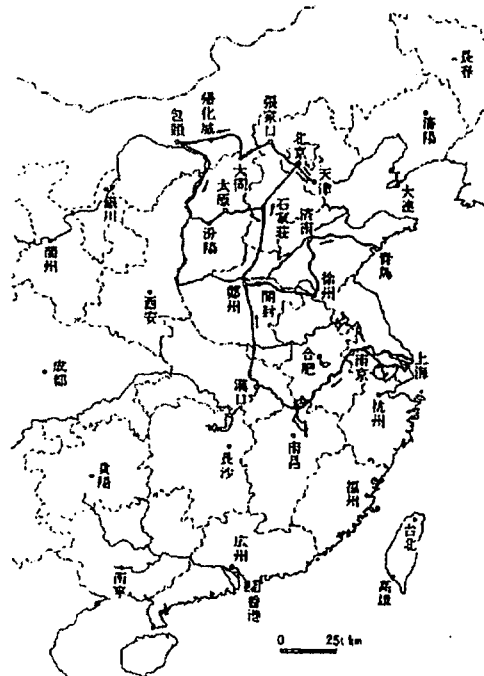 長春
瀋陽
張家口
帰化城
包頭
北京
大同
天津
大連
太原
石家荘
済南
銀川
汾陽
蘭州
青島
徐州
開封
鄭州
西安
合肥
南京
上海
成都
漢口
杭州
南昌
長沙
貴陽
福州
台北
広州
南寧
香港
高雄
0 25 km